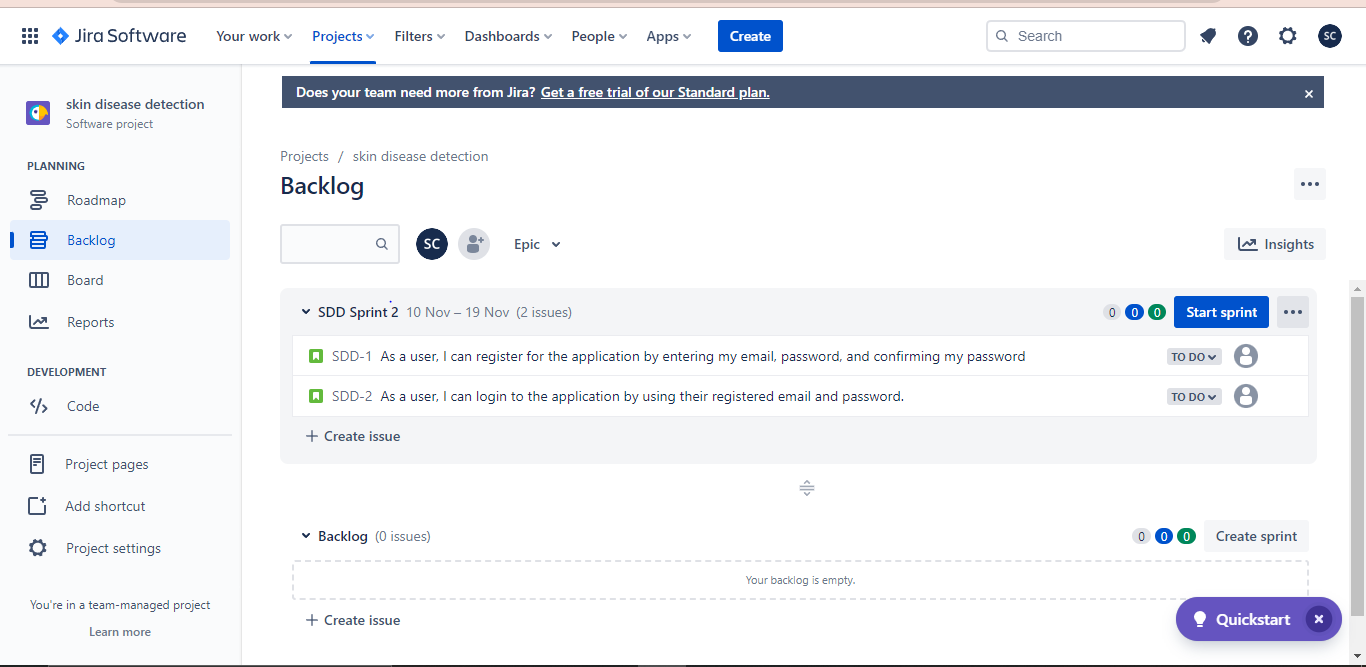 Jira Software Your work Projects Filters Dashboards People Apps Create Search SC
Does your team need more from Jira? Get a free trial of our Standard plan.
skin disease detection
Software project
PLANNING
Roadmap
Backlog
Board
Reports
DEVELOPMENT
Code
Project pages
Add shortcut
Project settings
You're in a team-managed project
Learn more
Projects / skin disease detection
Backlog
SC Epic Insights
SDD Sprint 2 10 Nov – 19 Nov (2 issues) 0 0 0 Start sprint
SDD-1 As a user, I can register for the application by entering my email, password, and confirming my password TO DO
SDD-2 As a user, I can login to the application by using their registered email and password. TO DO
+ Create issue
Backlog (0 issues) 0 0 0 Create sprint
Your backlog is empty.
+ Create issue
Quickstart